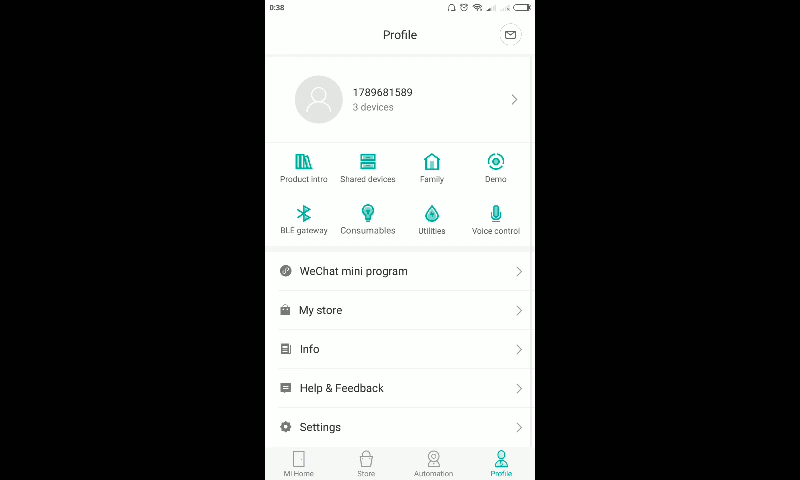 0:38
Profile
1789681589
3 devices
Product intro
Shared devices
Family
Demo
BLE gateway
Consumables
Utilities
Voice control
WeChat mini program
My store
Info
Help & Feedback
Settings
Mi Home
Store
Automation
Profile